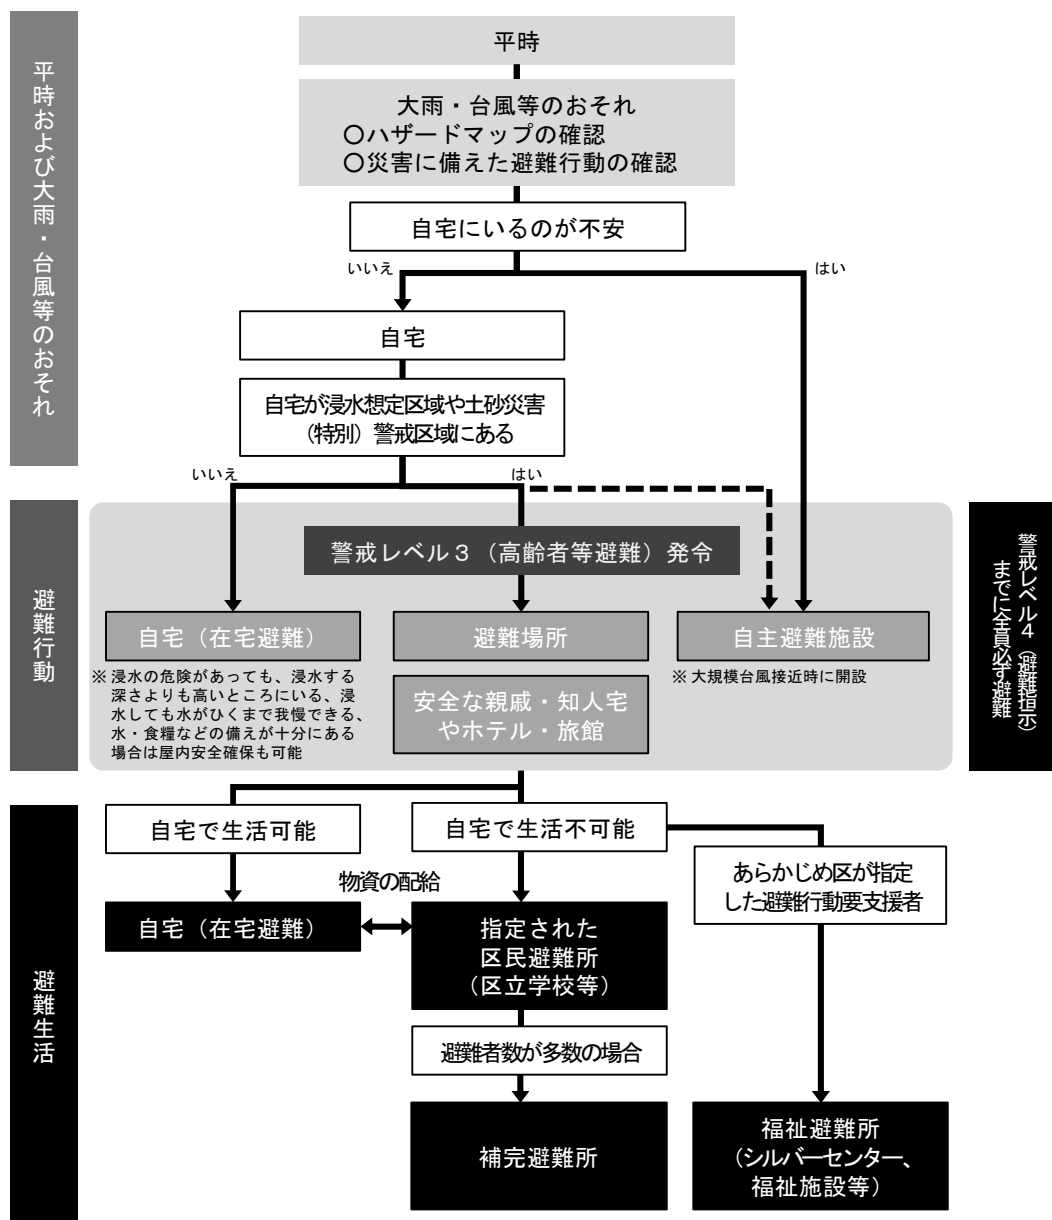 平時および大雨・台風等のおそれ
平時
大雨・台風等のおそれ
〇ハザードマップの確認
〇災害に備えた避難行動の確認
自宅にいるのが不安
いいえ
はい
自宅
自宅が浸水想定区域や土砂災害
（特別）警戒区域にある
いいえ
はい
避難行動
警戒レベル３（高齢者等避難）発令
自宅（在宅避難）
※浸水の危険があっても、浸水する
深さよりも高いところにいる、浸
水しても水がひくまで我慢できる、
水・食糧などの備えが十分にある
場合は屋内安全確保も可能
避難場所
安全な親戚・知人宅
やホテル・旅館
自主避難施設
※大規模台風接近時に開設
警戒レベル４（避難指示）
までに全員必ず避難
避難生活
自宅で生活可能
自宅で生活不可能
あらかじめ区が指定
した避難行動要支援者
物資の配給
自宅（在宅避難）
指定された
区民避難所
（区立学校等）
避難者数が多数の場合
補完避難所
福祉避難所
（シルバーセンター、
福祉施設等）